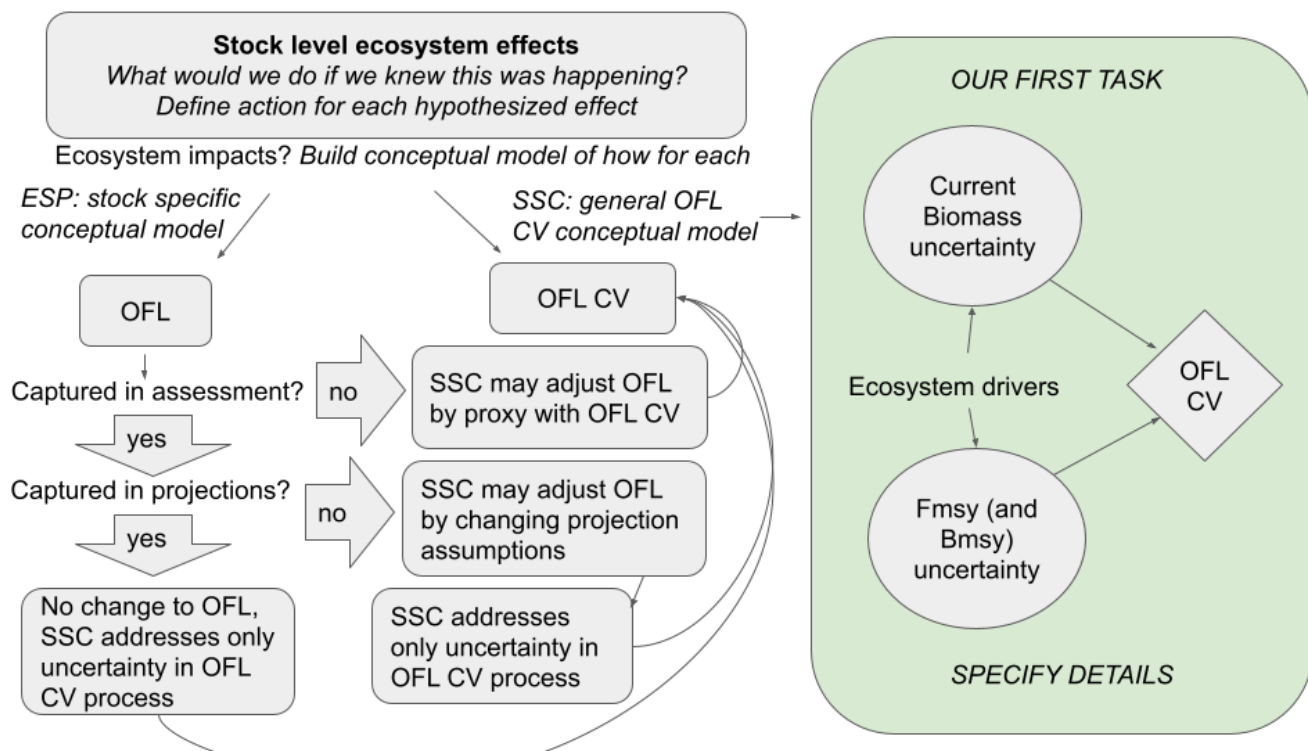 Stock level ecosystem effects
What would we do if we knew this was happening?
Define action for each hypothesized effect
Ecosystem impacts? Build conceptual model of how for each
ESP: stock specific
conceptual model
SSC: general OFL
CV conceptual model
OFL
OFL CV
Captured in assessment?
no
SSC may adjust OFL
by proxy with OFL CV
yes
Captured in projections?
no
SSC may adjust OFL
by changing projection
assumptions
yes
No change to OFL,
SSC addresses only
uncertainty in OFL
CV process
SSC addresses
only uncertainty in
OFL CV process
OUR FIRST TASK
Current
Biomass
uncertainty
Ecosystem drivers
OFL
CV
Fmsy (and
Bmsy)
uncertainty
SPECIFY DETAILS